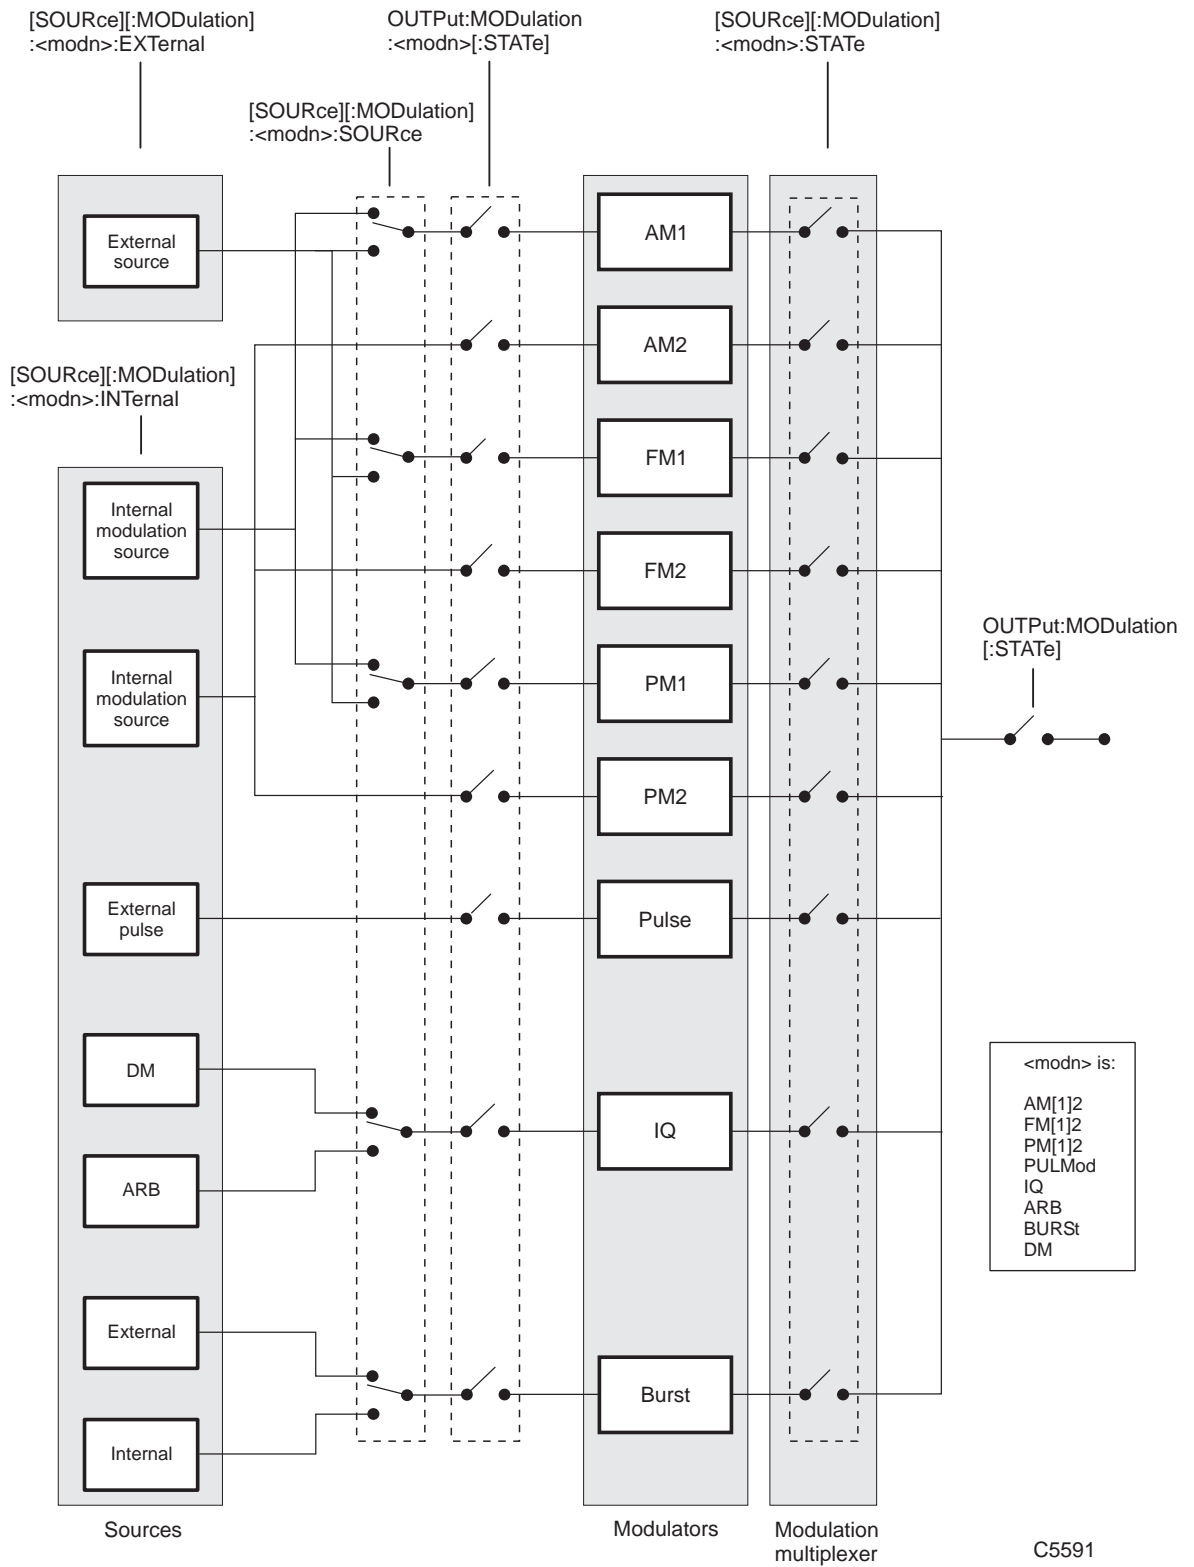 [SOURce][:MODulation]
:<modn>:EXTernal
OUTPut:MODulation
:<modn>[:STATe]
[SOURce][:MODulation]
:<modn>:STATe
[SOURce][:MODulation]
:<modn>:SOURce
External
source
AM1
AM2
[SOURce][:MODulation]
:<modn>:INTernal
FM1
Internal
modulation
source
FM2
OUTPut:MODulation
[:STATe]
Internal
modulation
source
PM1
PM2
External
pulse
Pulse
DM
IQ
ARB
<modn> is:
AM[1]2
FM[1]2
PM[1]2
PULMod
IQ
ARB
BURSt
DM
External
Burst
Internal
Sources
Modulators
Modulation
multiplexer
C5591